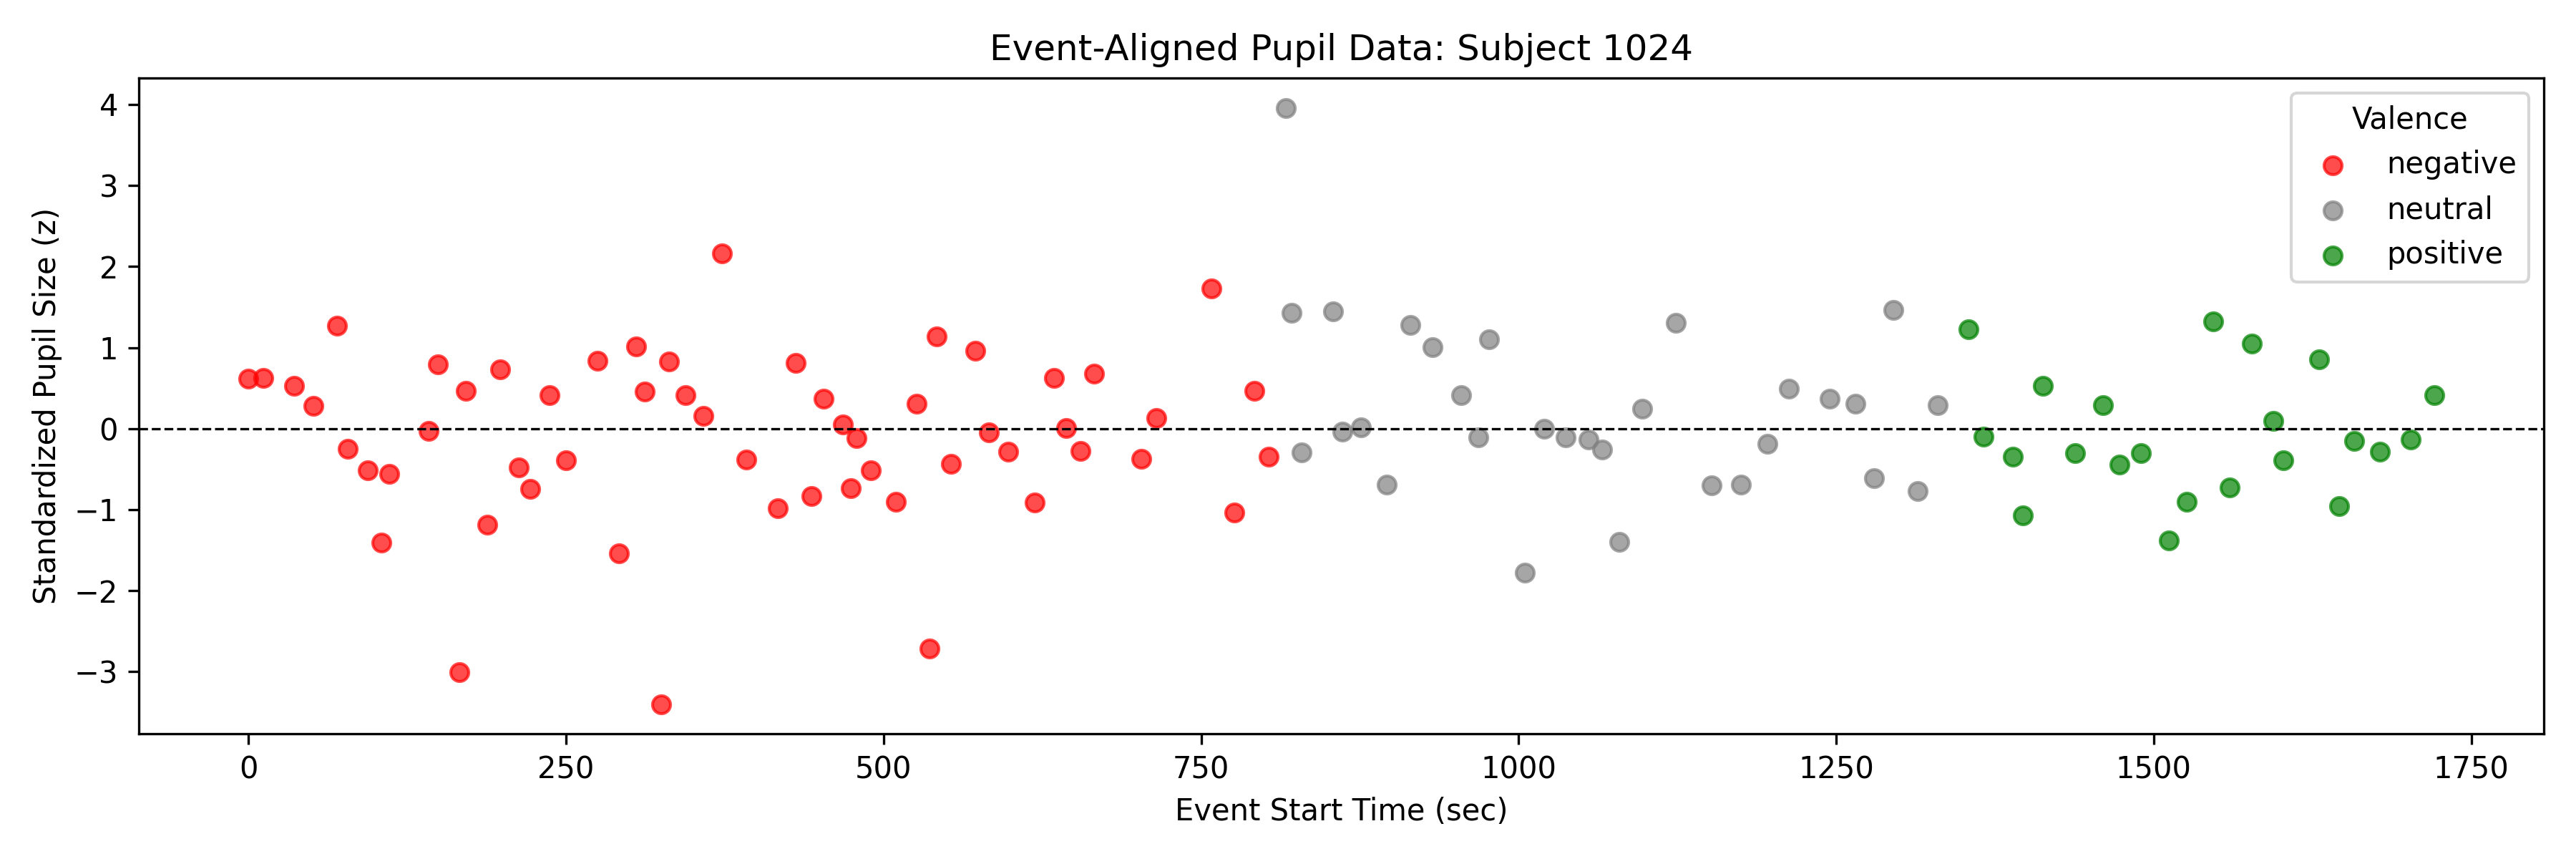 Event-Aligned Pupil Data: Subject 1024
Standardized Pupil Size (z)
4
3
2
1
0
−1
−2
−3
Valence
negative
neutral
positive
0 250 500 750 1000 1250 1500 1750
Event Start Time (sec)